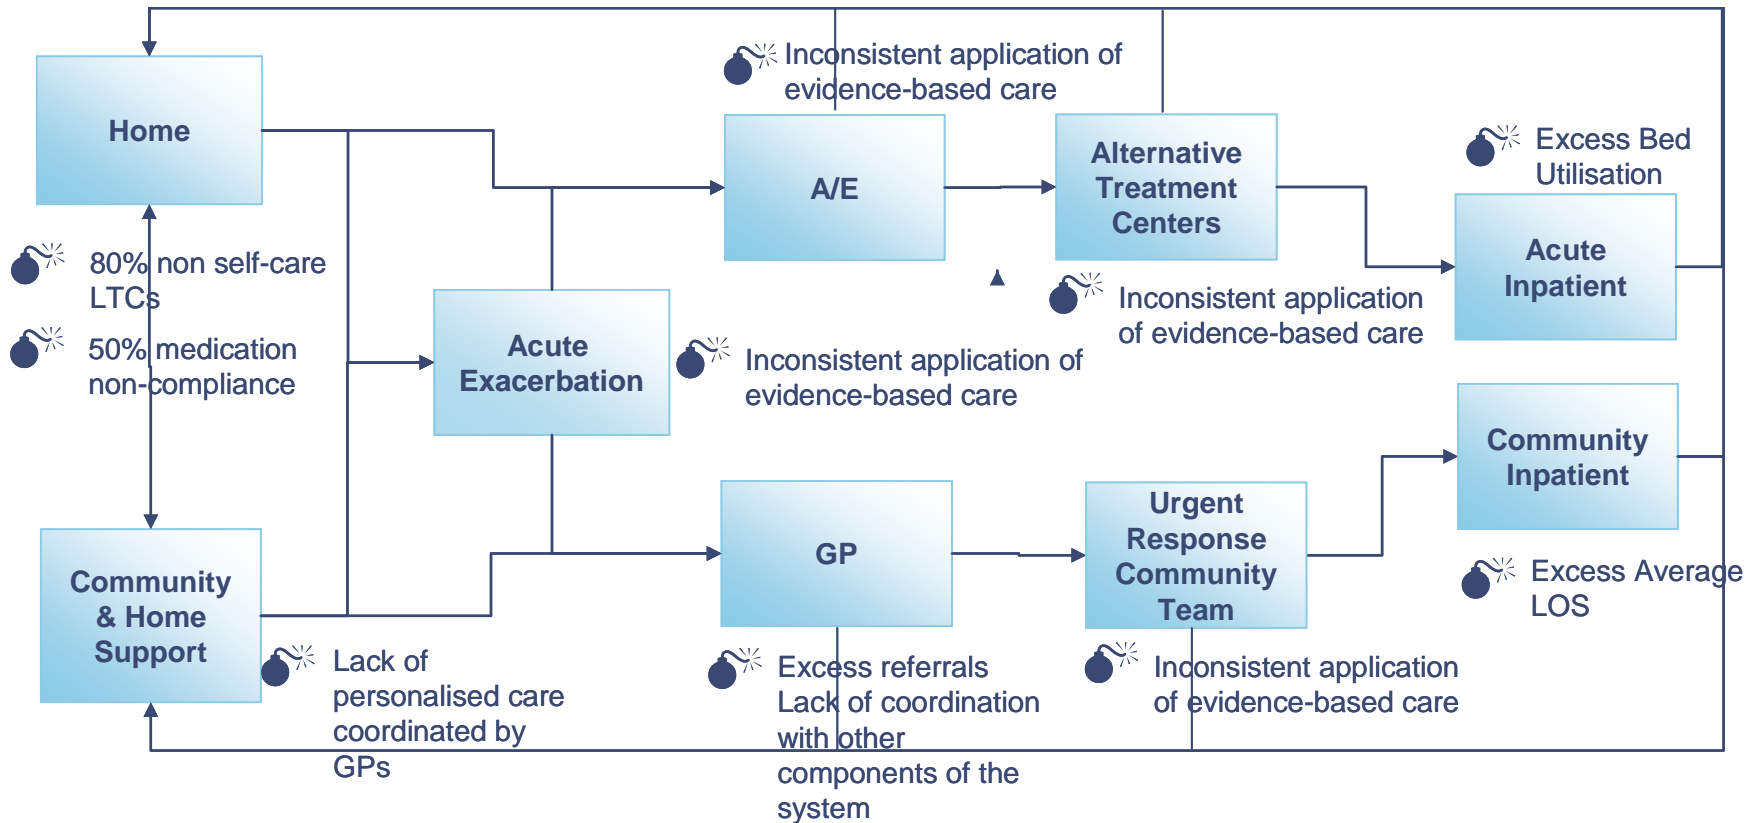 Inconsistent application of
evidence-based care
Home
A/E
Alternative
Treatment
Centers
Excess Bed
Utilisation
Acute
Inpatient
80% non self-care
LTCs
50% medication
non-compliance
Acute
Exacerbation
Inconsistent application of
evidence-based care
Inconsistent application
of evidence-based care
Community
Inpatient
Excess Average
LOS
Community
& Home
Support
Lack of
personalised care
coordinated by
GPs
GP
Excess referrals
Lack of coordination
with other
components of the
system
Urgent
Response
Community
Team
Inconsistent application
of evidence-based care